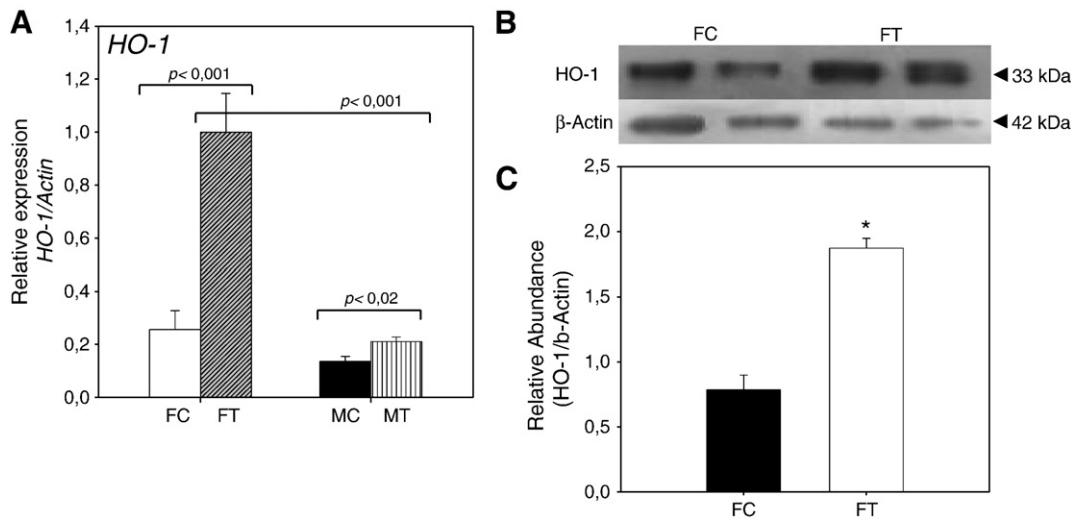 A
HO-1
Relative expression
HO-1/Actin
1,4
1,2
1,0
0,8
0,6
0,4
0,2
0,0
p< 0,001
p< 0,001
p< 0,02
FC FT MC MT
B
FC FT
HO-1 33 kDa
β-Actin 42 kDa
C
Relative Abundance
(HO-1/b-Actin)
2,5
2,0
1,5
1,0
0,5
0,0
*
FC FT